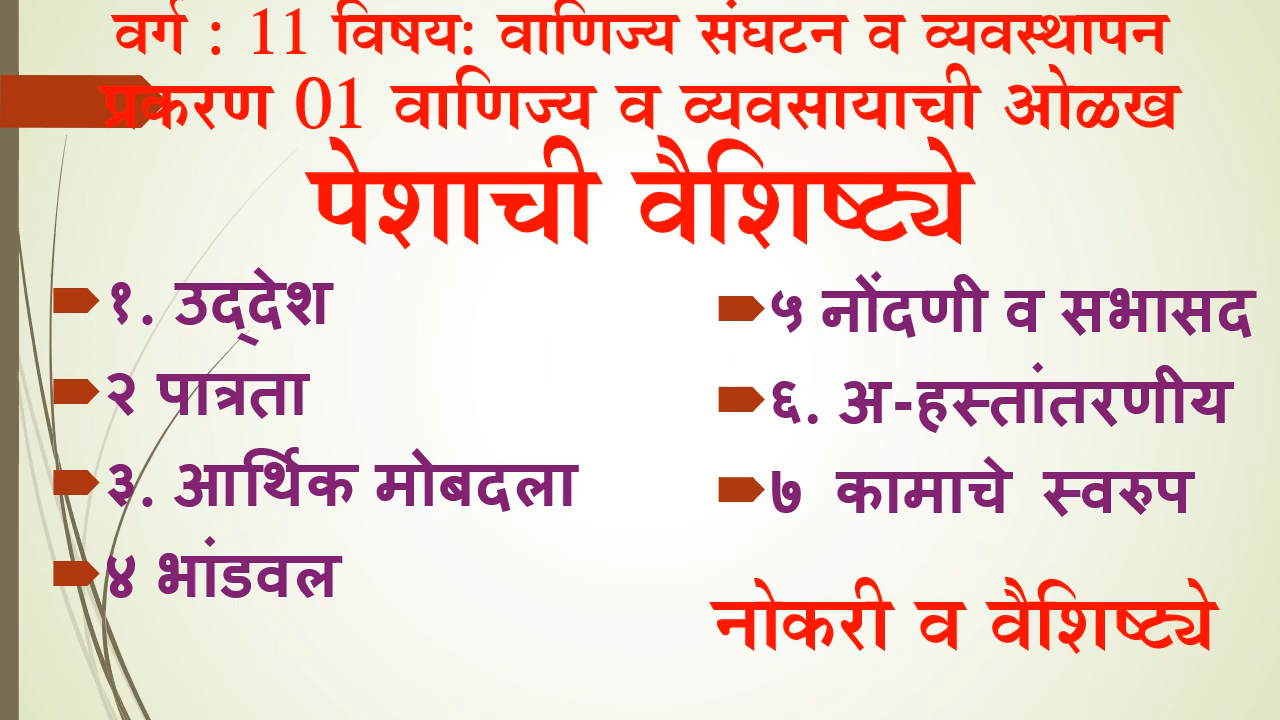 वर्ग : 11 विषय: वाणिज्य संघटन व व्यवस्थापन
प्रकरण 01 वाणिज्य व व्यवसायाची ओळख
पेशाची वैशिष्ट्ये
१. उद्‌देश
२ पात्रता
३. आर्थिक मोबदला
४ भांडवल
५ नोंदणी व सभासद
६. अ-हस्तांतरणीय
७ कामाचे स्वरुप
नोकरी व वैशिष्ट्ये